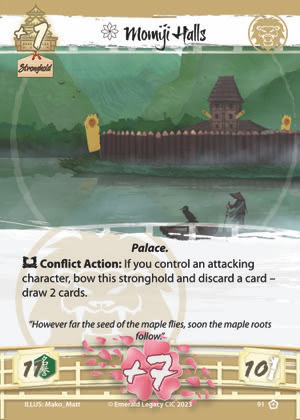 1
Momiji Halls
Stronghold
Palace.
Conflict Action: If you control an attacking
character, bow this stronghold and discard a card –
draw 2 cards.
"However far the seed of the maple flies, soon the maple roots
follow."
11
+7
10
ILLUS: Mako_Matt
© Emerald Legacy CIC 2023
91